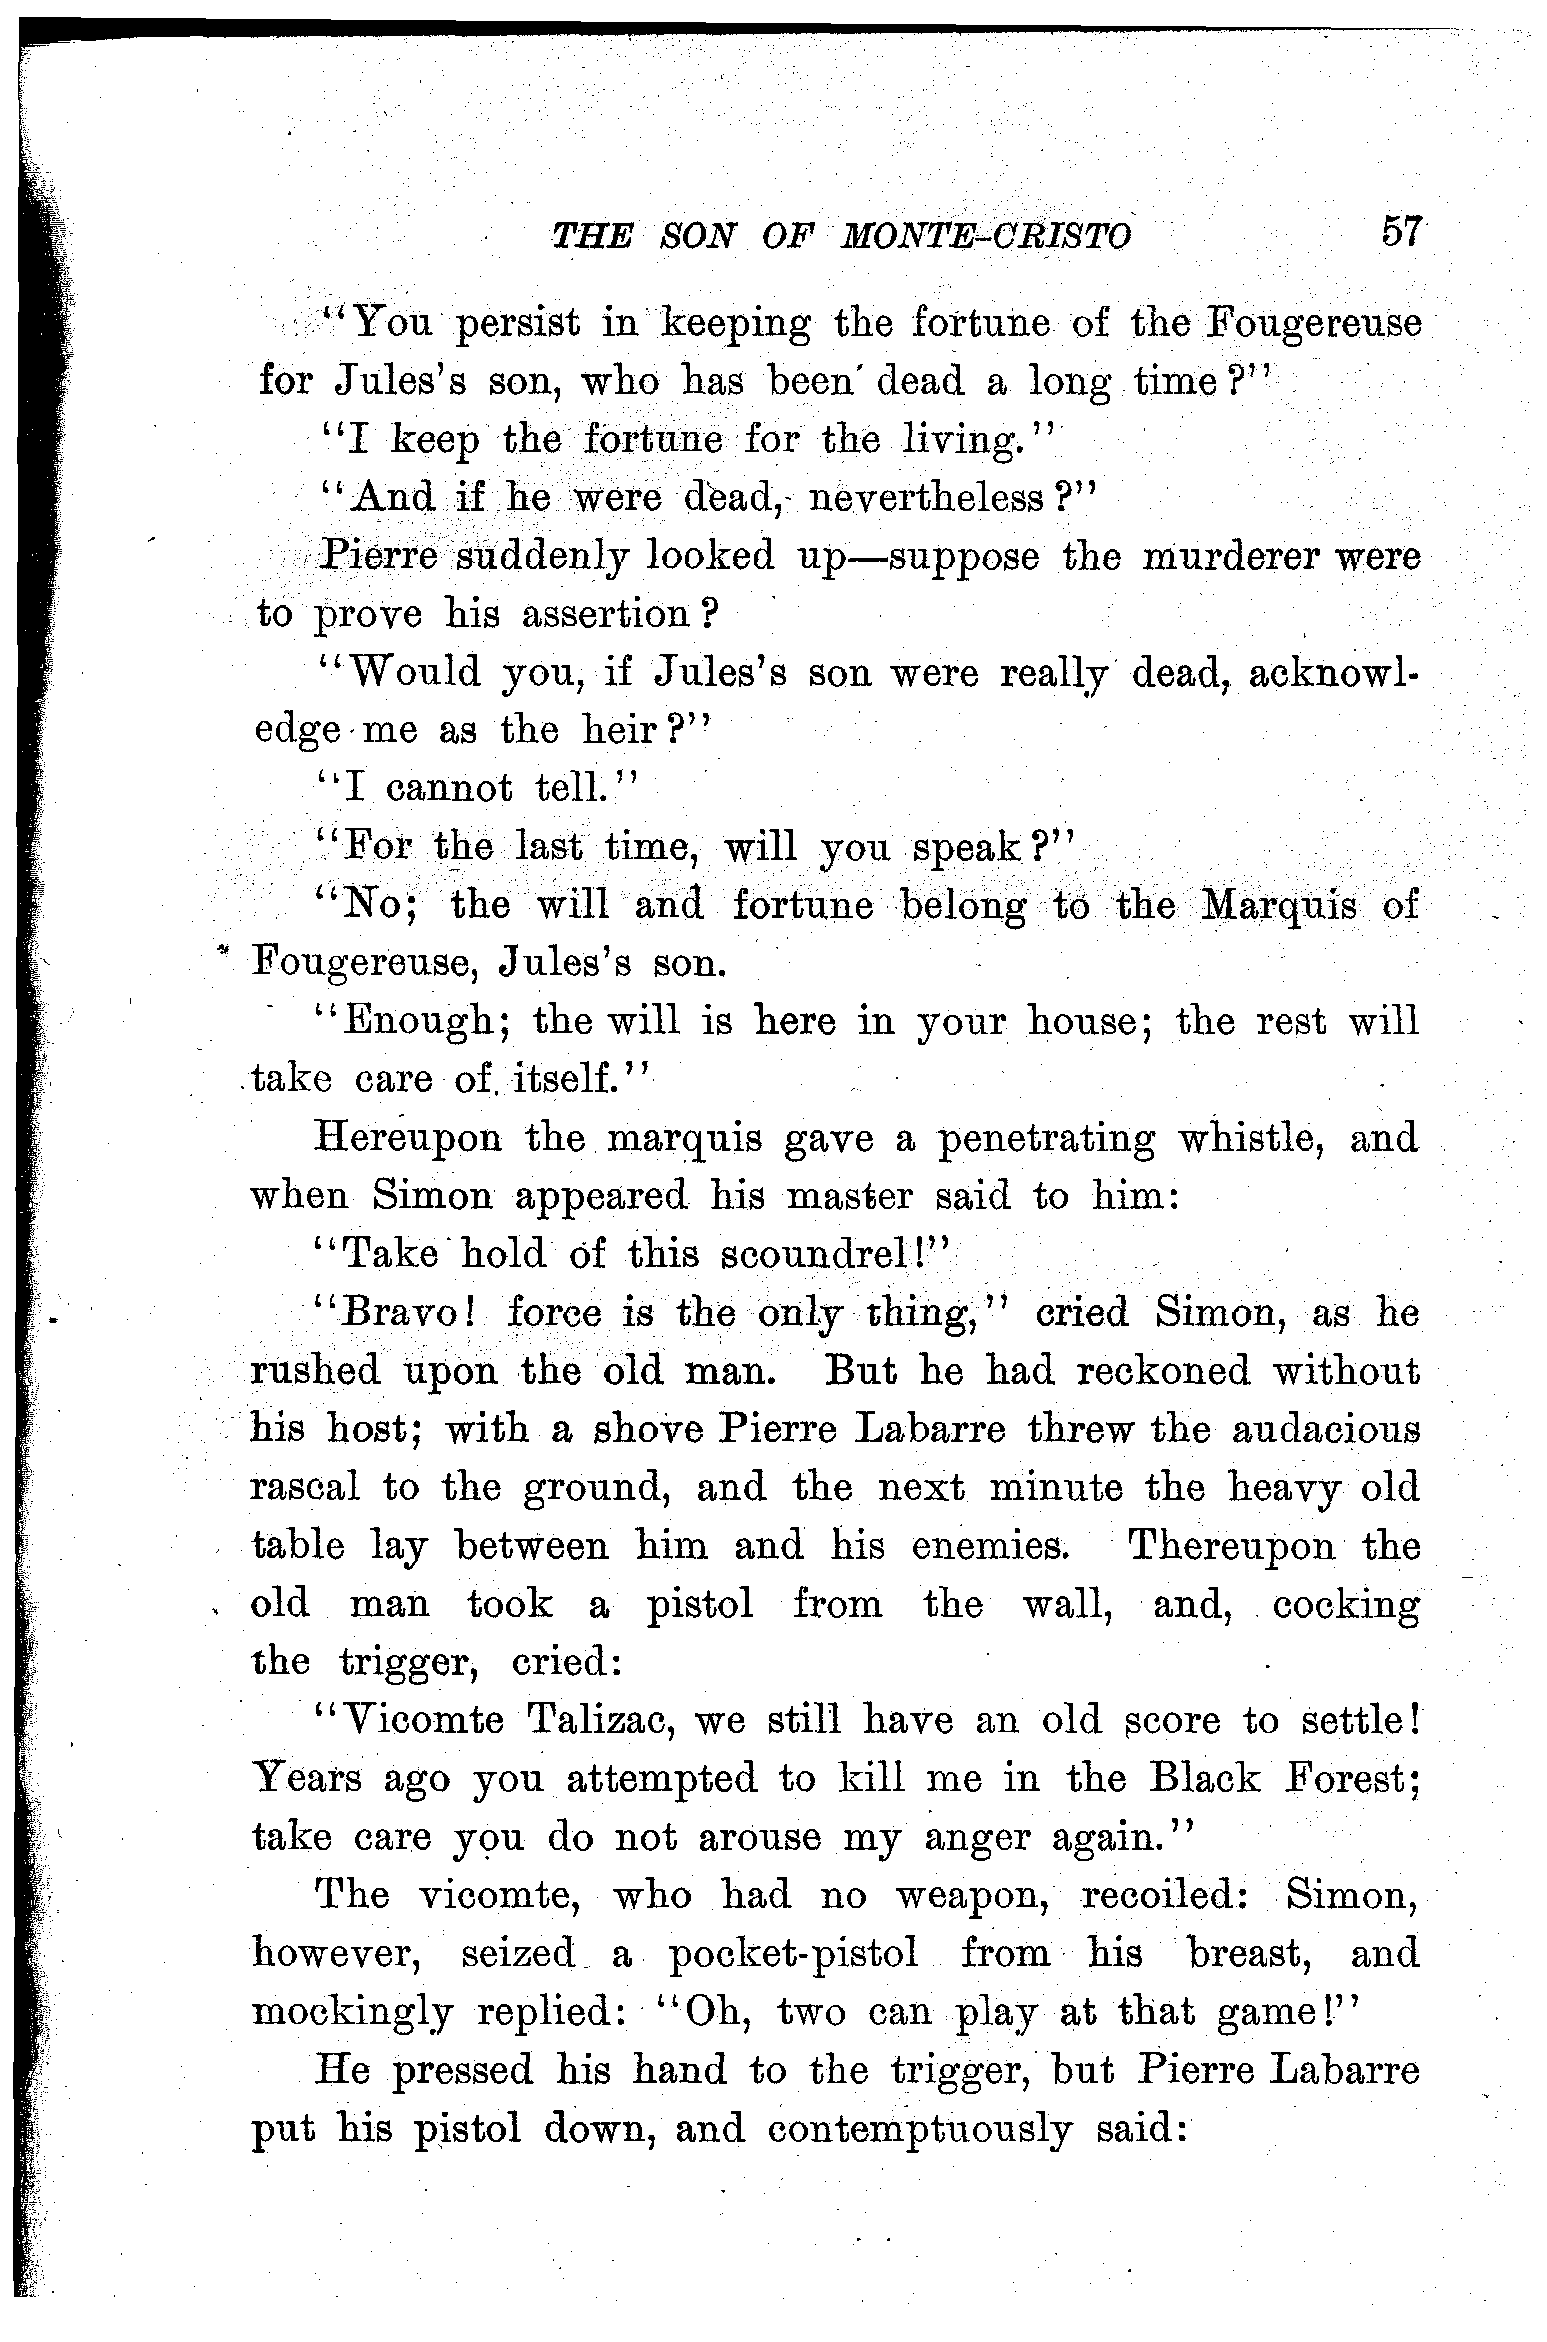 THE SON OF MONTE-CRISTO 57
"You persist in keeping the fortune of the Fougereuse
for Jules's son, who has been dead a long time?"
"I keep the fortune for the living."
"And if he were dead, nevertheless?"
Pierre suddenly looked up—suppose the murderer were
to prove his assertion?
"Would you, if Jules's son were really dead, acknowl-
edge me as the heir?"
"I cannot tell."
"For the last time, will you speak?"
"No; the will and fortune belong to the Marquis of
Fougereuse, Jules's son.
"Enough; the will is here in your house; the rest will
take care of itself."
Hereupon the marquis gave a penetrating whistle, and
when Simon appeared his master said to him:
"Take hold of this scoundrel!"
"Bravo! force is the only thing," cried Simon, as he
rushed upon the old man. But he had reckoned without
his host; with a shove Pierre Labarre threw the audacious
rascal to the ground, and the next minute the heavy old
table lay between him and his enemies. Thereupon the
old man took a pistol from the wall, and, cocking
the trigger, cried:
"Vicomte Talizac, we still have an old score to settle!
Years ago you attempted to kill me in the Black Forest;
take care you do not arouse my anger again."
The vicomte, who had no weapon, recoiled: Simon,
however, seized a pocket-pistol from his breast, and
mockingly replied: "Oh, two can play at that game!"
He pressed his hand to the trigger, but Pierre Labarre
put his pistol down, and contemptuously said: